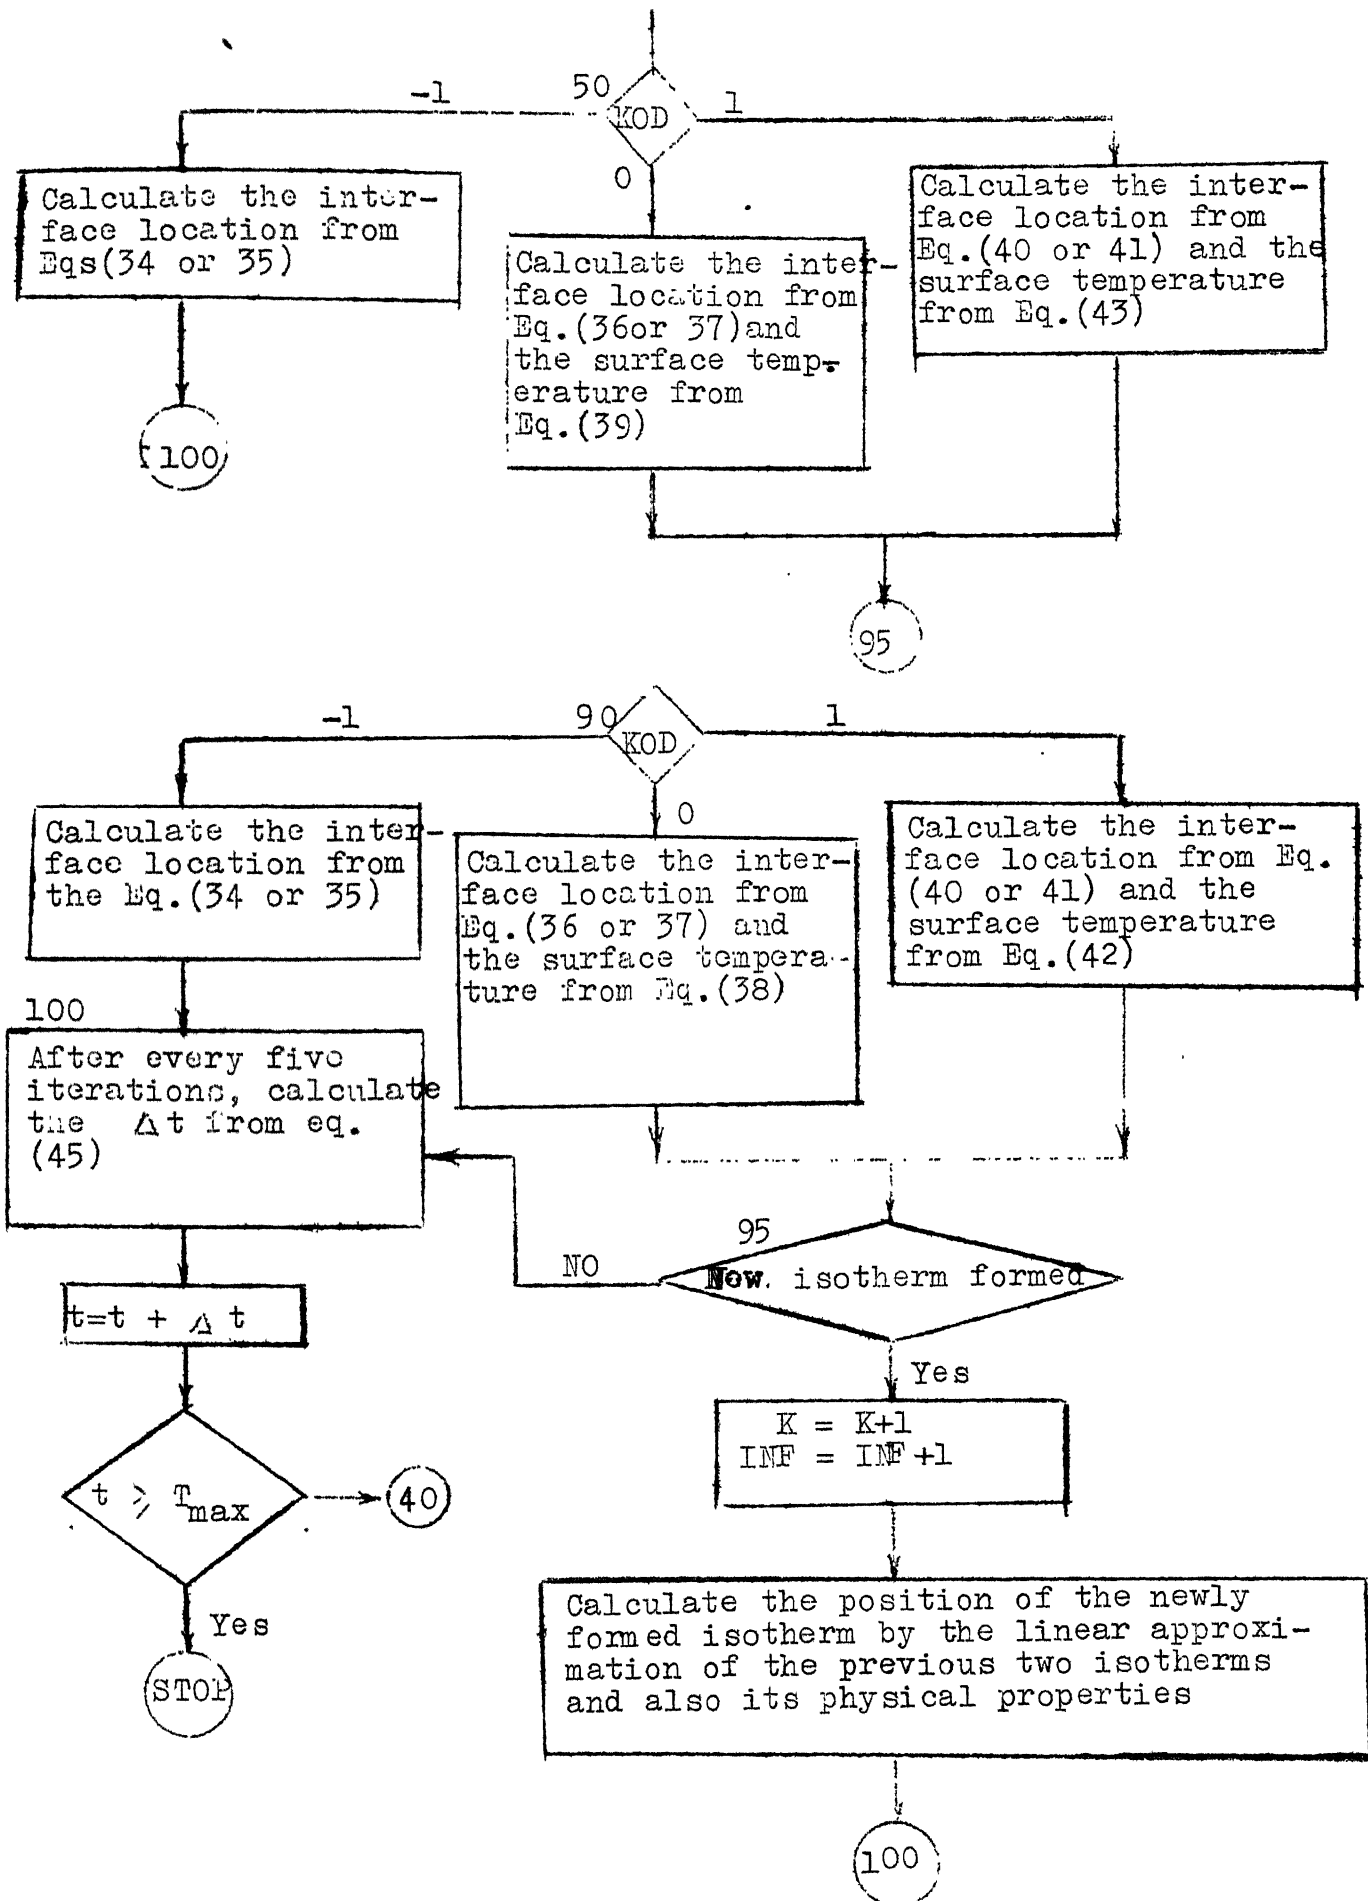 50
-1
KOD
1
0
Calculate the inter-
face location from
Eqs(34 or 35)
100
Calculate the inter-
face location from
Eq.(36or 37)and
the surface temp-
erature from
Eq.(39)
Calculate the inter-
face location from
Eq.(40 or 41) and the
surface temperature
from Eq.(43)
95
90
-1
KOD
1
0
Calculate the inter-
face location from
the Eq.(34 or 35)
Calculate the inter-
face location from
Eq.(36 or 37) and
the surface tempera-
ture from Eq.(38)
Calculate the inter-
face location from Eq.
(40 or 41) and the
surface temperature
from Eq.(42)
100
After every five
iterations, calculate
the Δt from eq.
(45)
t=t + Δ t
t ⩾ Tmax
40
Yes
STOP
95
New isotherm formed
NO
Yes
K = K+1
INF = INF+1
Calculate the position of the newly
formed isotherm by the linear approxi-
mation of the previous two isotherms
and also its physical properties
100